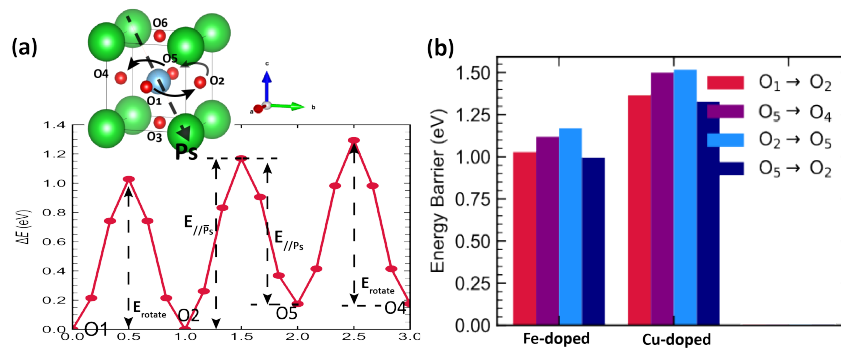 (a)
O6
O4
O5
O2
O1
O3
Ps
c
b
a
1.4
1.2
1.0
0.8
0.6
0.4
0.2
0.0
ΔE (eV)
E//P̅s
E//Ps
Erotate
Erotate
O1
O2
O5
O4
0.5
1.0
1.5
2.0
2.5
3.0
(b)
Energy Barrier (eV)
1.50
1.25
1.00
0.75
0.50
0.25
0.00
O1 → O2
O5 → O4
O2 → O5
O5 → O2
Fe-doped
Cu-doped